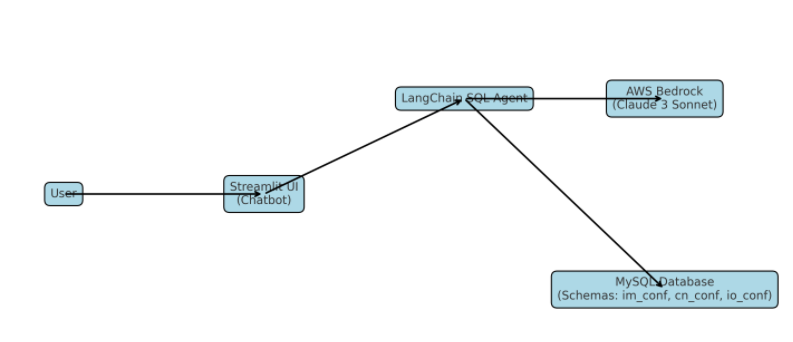 User
Streamlit UI
(Chatbot)
LangChain SQL Agent
AWS Bedrock
(Claude 3 Sonnet)
MySQL Database
(Schemas: im_conf, cn_conf, io_conf)